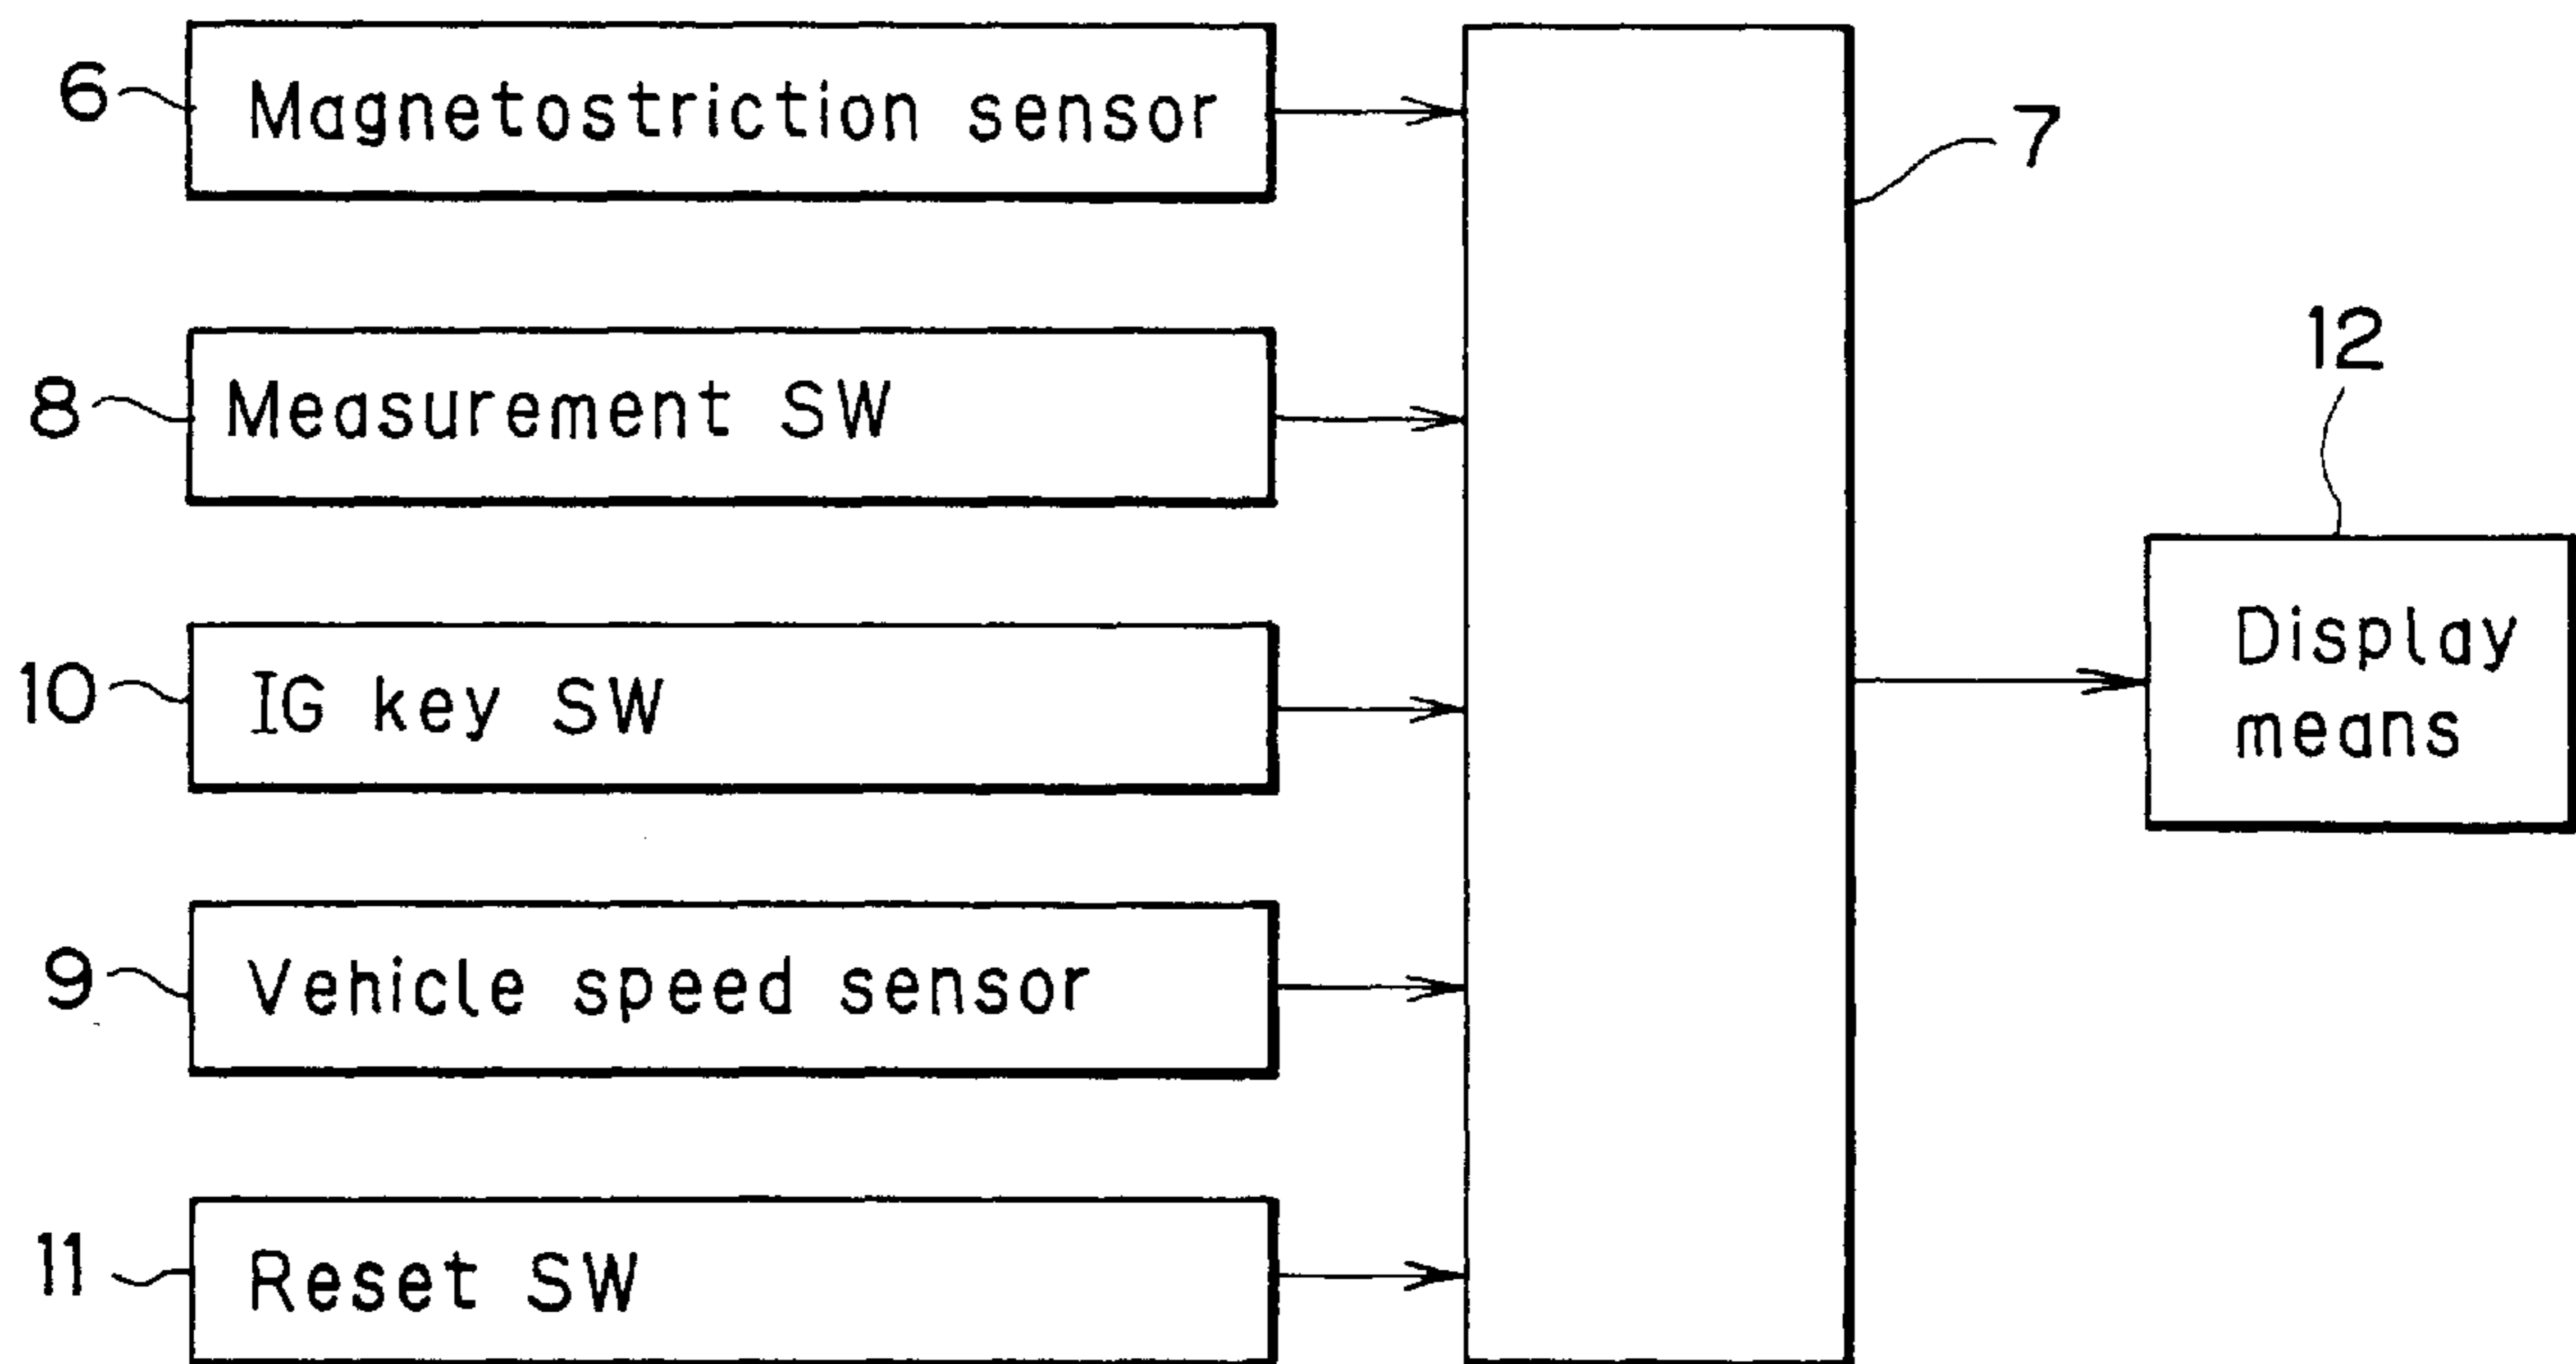 6 Magnetostriction sensor
7
8 Measurement SW
12
10 IG key SW
Display
means
9 Vehicle speed sensor
11 Reset SW